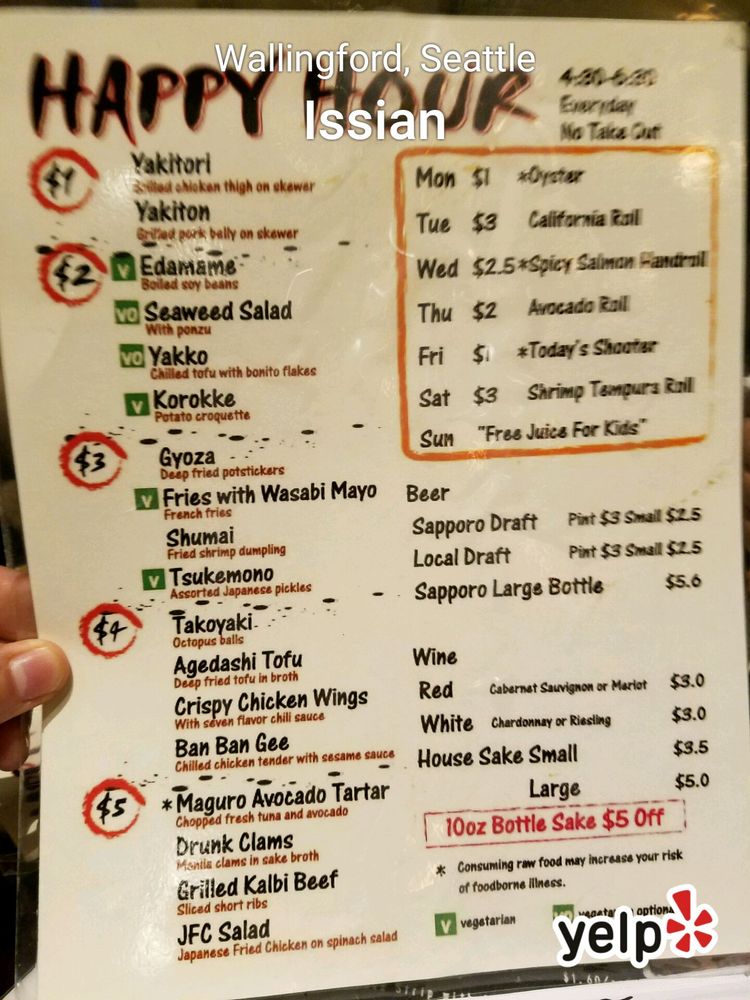 Wallingford, Seattle
Issian
HAPPY HOUR
4:30-6:30
Everyday
No Take Out
$1
Yakitori
Grilled chicken thigh on skewer
Yakiton
Grilled pork belly on skewer
$2
V Edamame
Boiled soy beans
VO Seaweed Salad
With ponzu
VO Yakko
Chilled tofu with bonito flakes
V Korokke
Potato croquette
$3
Gyoza
Deep fried potstickers
V Fries with Wasabi Mayo
French fries
Shumai
Fried shrimp dumpling
V Tsukemono
Assorted Japanese pickles
$4
Takoyaki
Octopus balls
Agedashi Tofu
Deep fried tofu in broth
Crispy Chicken Wings
With seven flavor chili sauce
Ban Ban Gee
Chilled chicken tender with sesame sauce
$5
*Maguro Avocado Tartar
Chopped fresh tuna and avocado
Drunk Clams
Manila clams in sake broth
Grilled Kalbi Beef
Sliced short ribs
JFC Salad
Japanese Fried Chicken on spinach salad
Mon $1 *Oyster
Tue $3 California Roll
Wed $2.5 *Spicy Salmon Handroll
Thu $2 Avocado Roll
Fri $1 *Today's Shooter
Sat $3 Shrimp Tempura Roll
Sun "Free Juice For Kids"
Beer
Sapporo Draft Pint $3 Small $2.5
Local Draft Pint $3 Small $2.5
Sapporo Large Bottle $5.6
Wine
Red Cabernet Sauvignon or Merlot $3.0
White Chardonnay or Riesling $3.0
House Sake Small $3.5
Large $5.0
10oz Bottle Sake $5 Off
* Consuming raw food may increase your risk
of foodborne illness.
V vegetarian VO vegetarian option
yelp